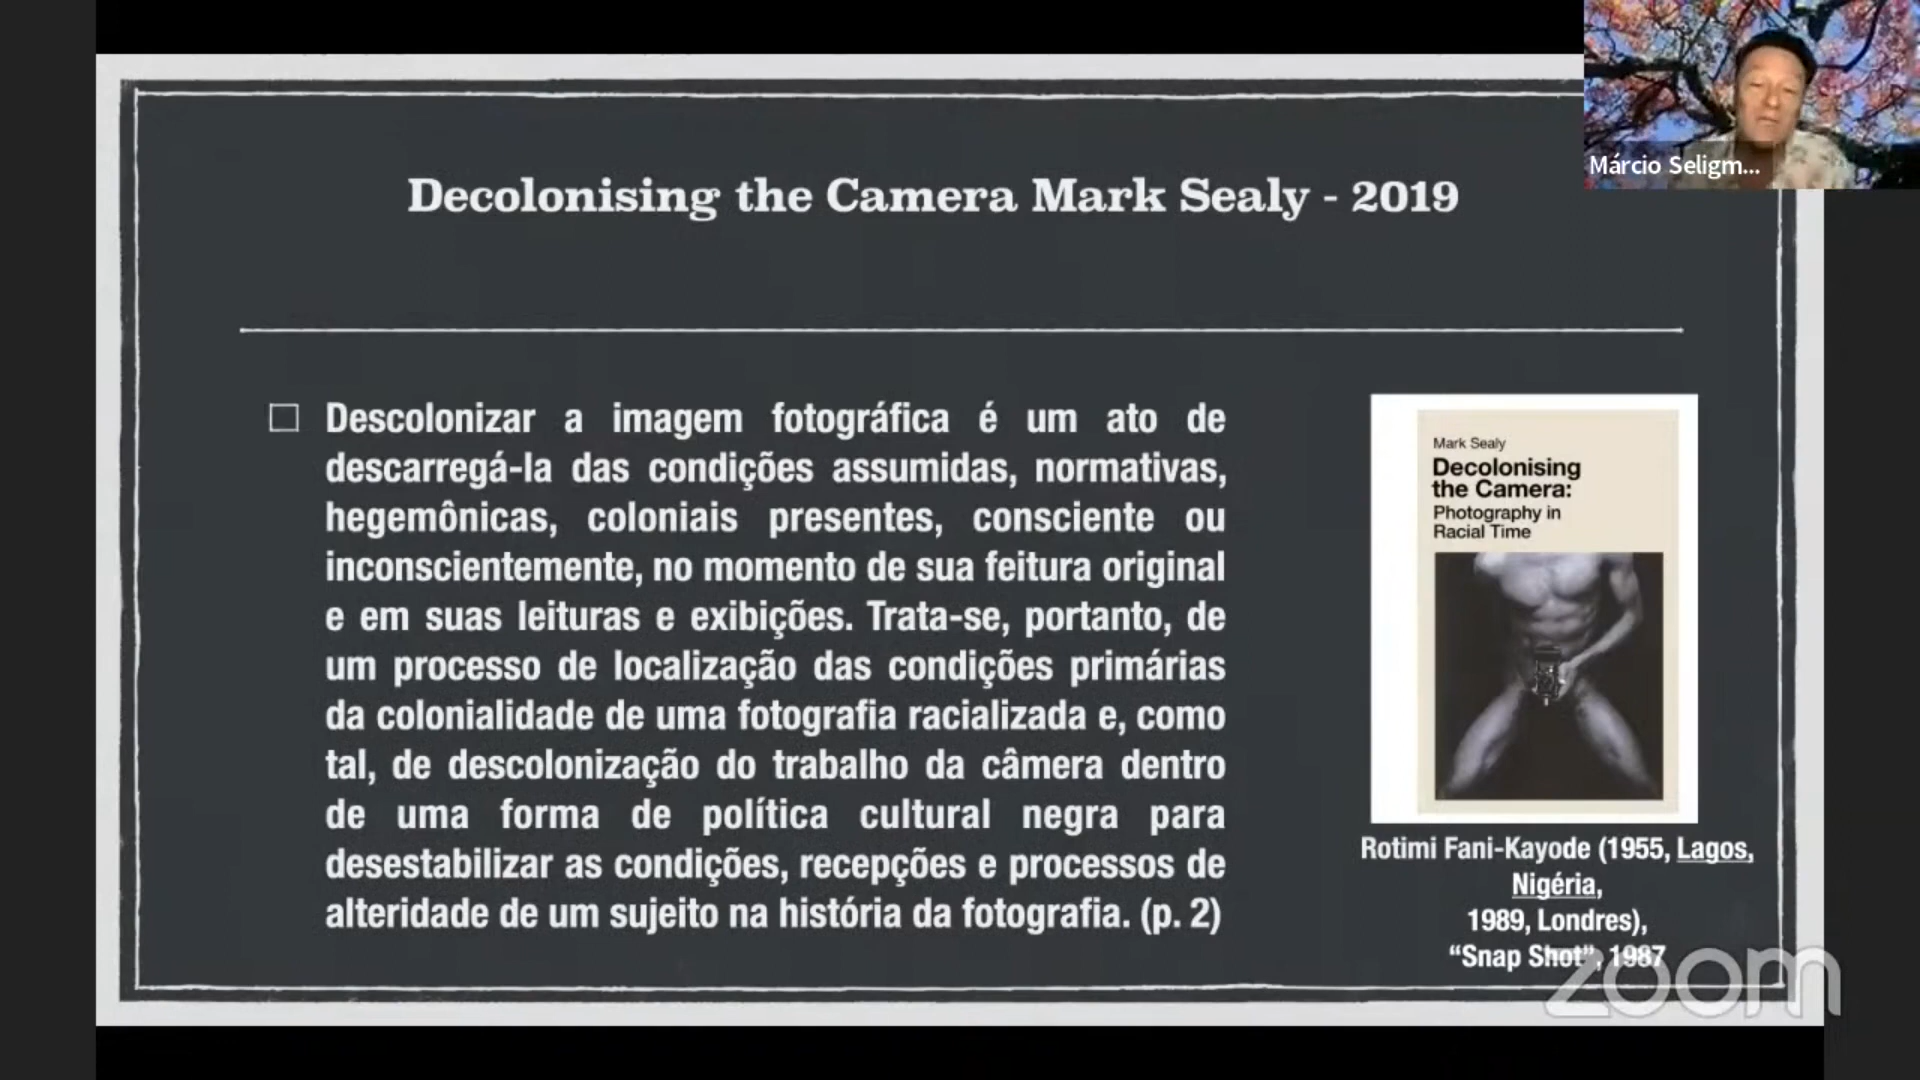 Márcio Seligm...
Decolonising the Camera Mark Sealy - 2019
Descolonizar a imagem fotográfica é um ato de
descarregá-la das condições assumidas, normativas,
hegemônicas, coloniais presentes, consciente ou
inconscientemente, no momento de sua feitura original
e em suas leituras e exibições. Trata-se, portanto, de
um processo de localização das condições primárias
da colonialidade de uma fotografia racializada e, como
tal, de descolonização do trabalho da câmera dentro
de uma forma de política cultural negra para
desestabilizar as condições, recepções e processos de
alteridade de um sujeito na história da fotografia. (p. 2)
Mark Sealy
Decolonising
the Camera:
Photography in
Racial Time
Rotimi Fani-Kayode (1955, Lagos,
Nigéria,
1989, Londres),
“Snap Shot”, 1987
zoom